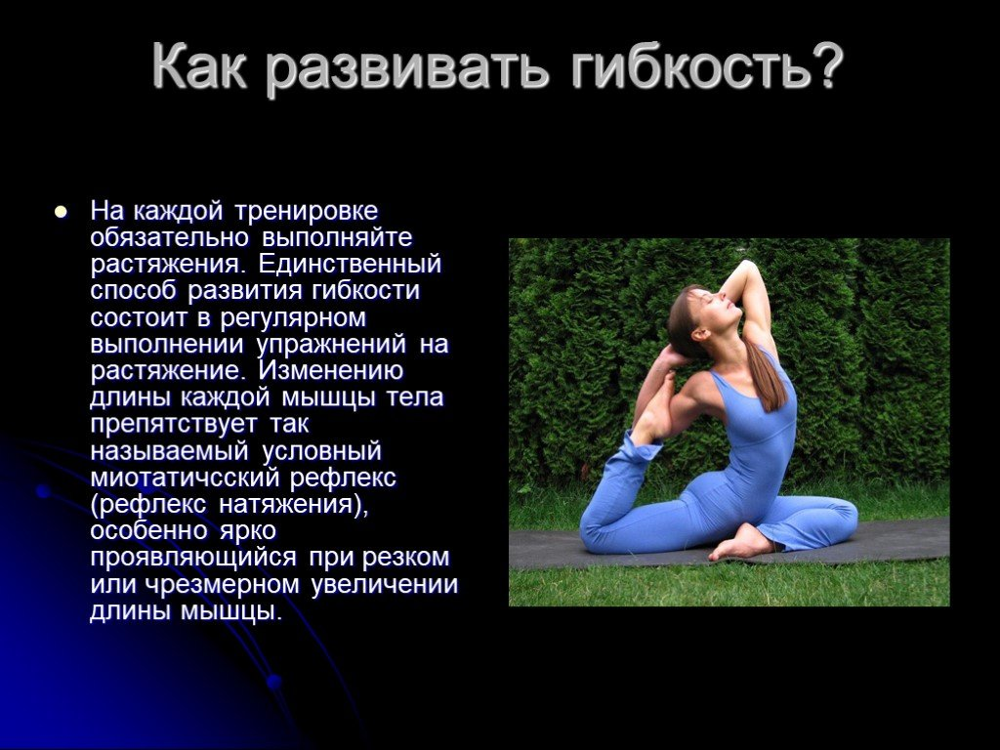 Как развивать гибкость?
На каждой тренировке
обязательно выполняйте
растяжения. Единственный
способ развития гибкости
состоит в регулярном
выполнении упражнений на
растяжение. Изменению
длины каждой мышцы тела
препятствует так
называемый условный
миотатичсский рефлекс
(рефлекс натяжения),
особенно ярко
проявляющийся при резком
или чрезмерном увеличении
длины мышцы.